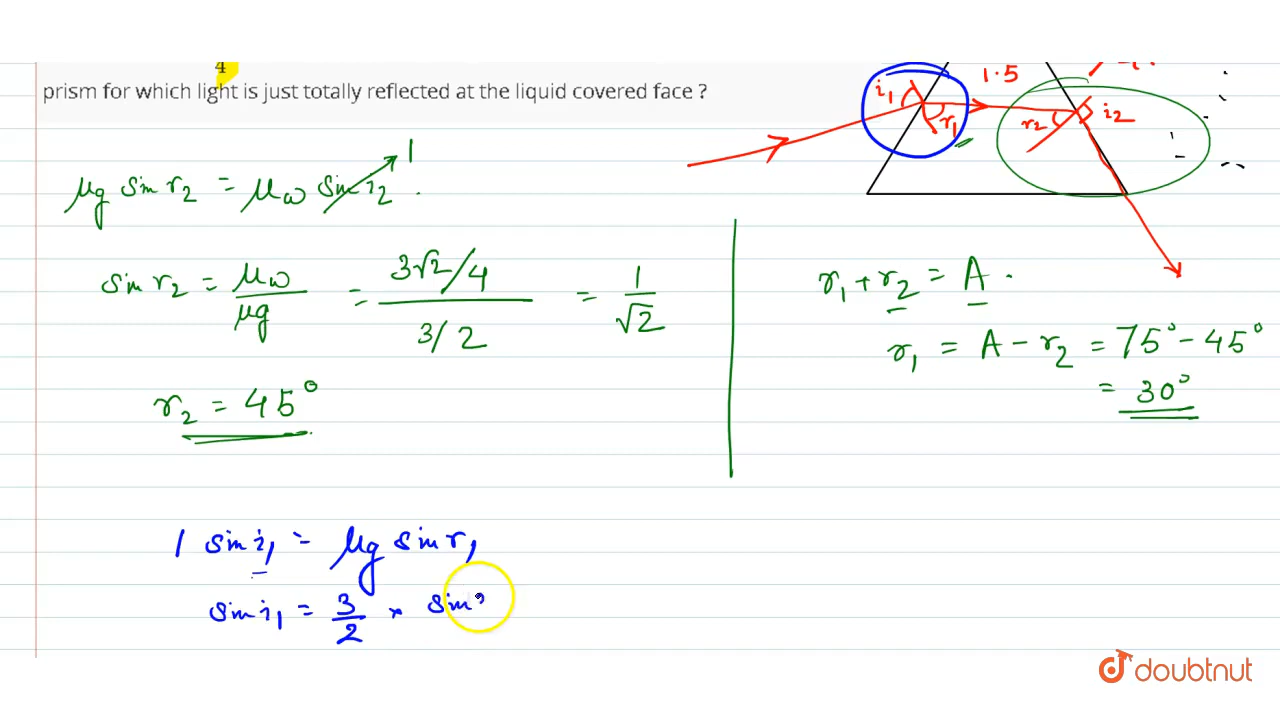 4
prism for which light is just totally reflected at the liquid covered face ?
1.5
i₁
r₁
r₂
i₂
μg sin r₂ = μω sin i₂ . 1
sin r₂ = μω/μg = (3√2/4)/(3/2) = 1/√2
r₂ = 45°
r₁ + r₂ = A .
r₁ = A - r₂ = 75° - 45°
= 30°
1 sin i₁ = μg sin r₁
sin i₁ = 3/2 × sin
doubtnut